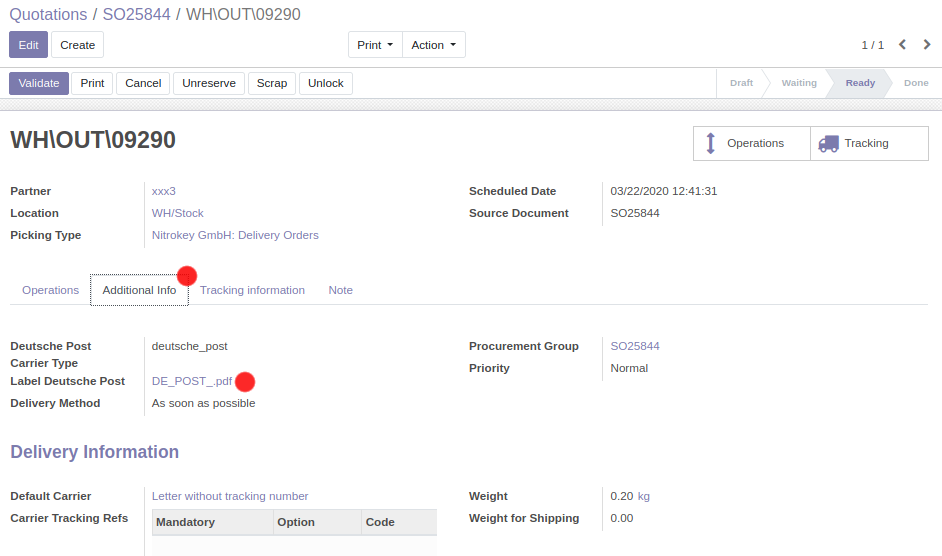 Quotations / SO25844 / WH\OUT\09290
Edit Create Print Action 1 / 1
Validate Print Cancel Unreserve Scrap Unlock Draft Waiting Ready Done
WH\OUT\09290
Operations Tracking
Partner xxx3 Scheduled Date 03/22/2020 12:41:31
Location WH/Stock Source Document SO25844
Picking Type Nitrokey GmbH: Delivery Orders
Operations Additional Info Tracking information Note
Deutsche Post deutsche_post Procurement Group SO25844
Carrier Type
Priority Normal
Label Deutsche Post DE_POST_.pdf
Delivery Method As soon as possible
Delivery Information
Default Carrier Letter without tracking number Weight 0.20 kg
Carrier Tracking Refs Mandatory Option Code Weight for Shipping 0.00